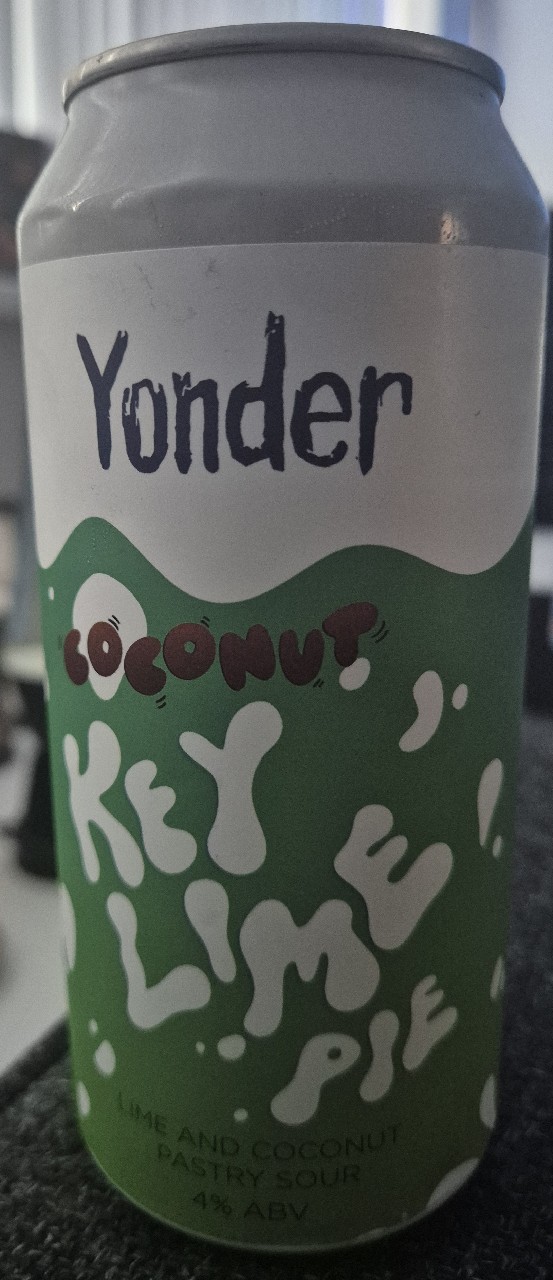 Yonder
COCONUT
KEY
LIME
PIE
LIME AND COCONUT
PASTRY SOUR
4% ABV